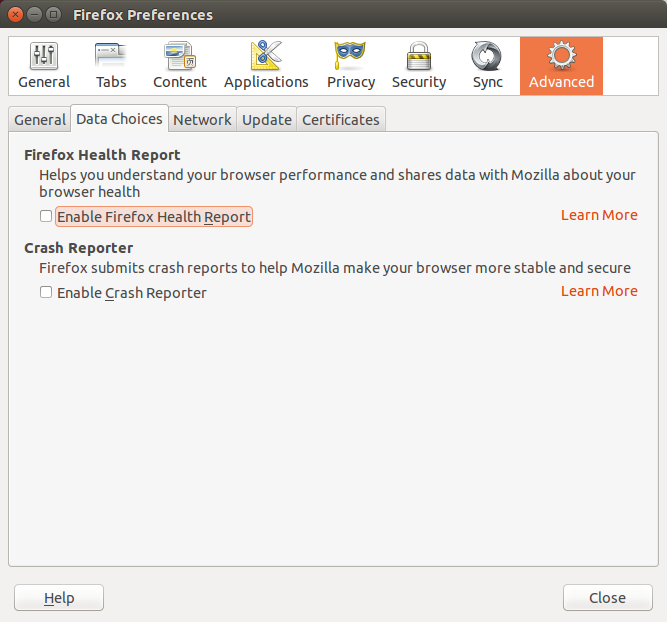 Firefox Preferences
General Tabs Content Applications Privacy Security Sync Advanced
General Data Choices Network Update Certificates
Firefox Health Report
Helps you understand your browser performance and shares data with Mozilla about your
browser health
Enable Firefox Health Report Learn More
Crash Reporter
Firefox submits crash reports to help Mozilla make your browser more stable and secure
Enable Crash Reporter Learn More
Help Close